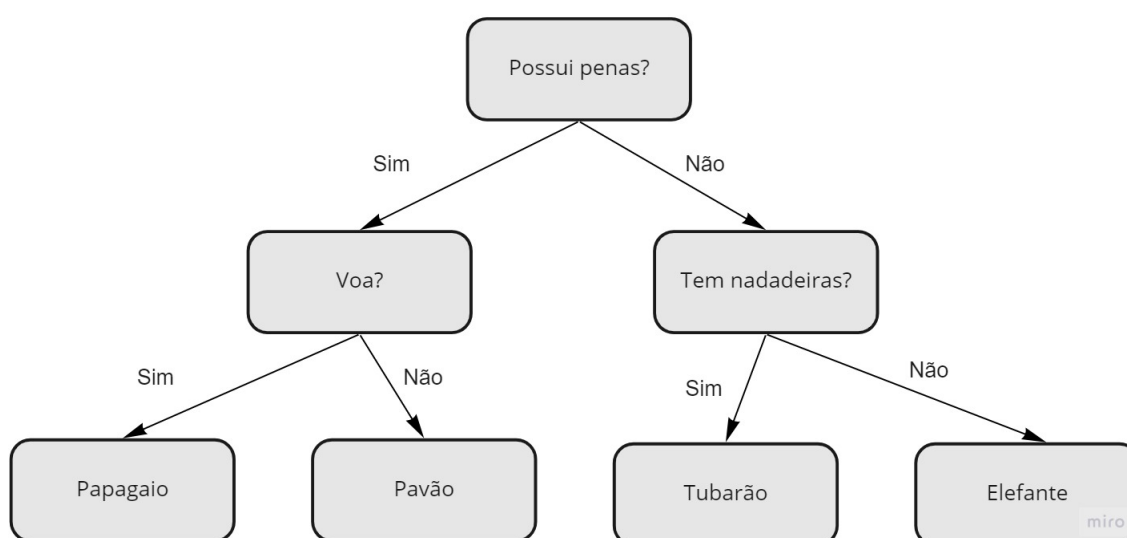 Possui penas?
Sim
Não
Voa?
Tem nadadeiras?
Sim
Não
Sim
Não
Papagaio
Pavão
Tubarão
Elefante
miro